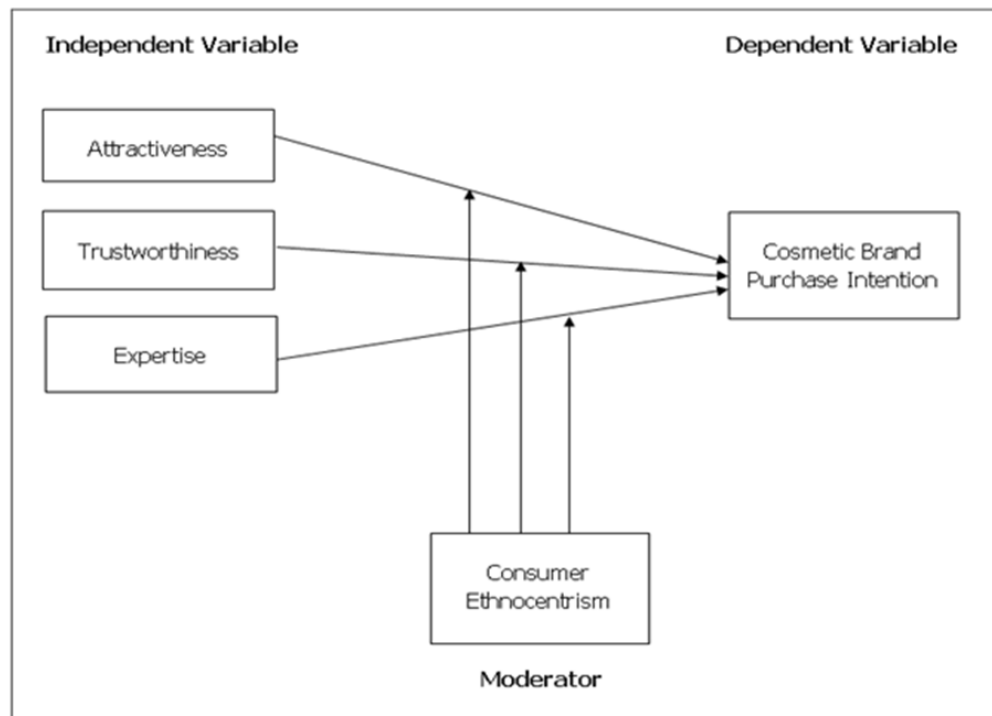 Independent Variable
Dependent Variable
Attractiveness
Trustworthiness
Expertise
Cosmetic Brand
Purchase Intention
Consumer
Ethnocentrism
Moderator